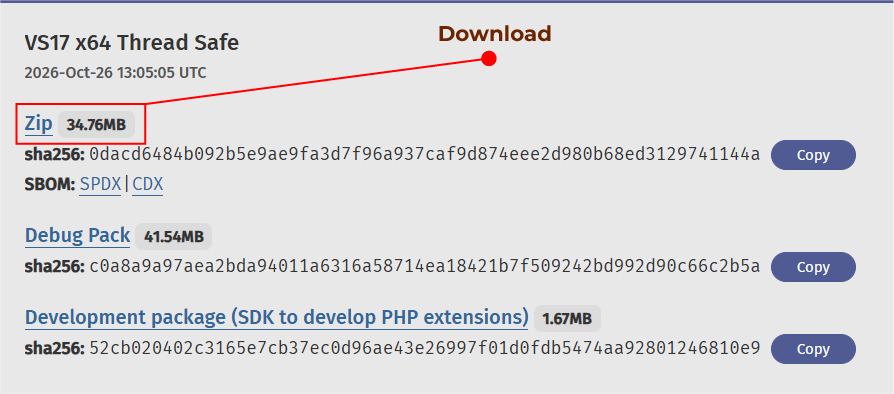 Download
VS17 x64 Thread Safe
2026-Oct-26 13:05:05 UTC
Zip 34.76MB
sha256: 0dacd6484b092b5e9ae9fa3d7f96a937caf9d874eee2d980b68ed3129741144a Copy
SBOM: SPDX|CDX
Debug Pack 41.54MB
sha256: c0a8a9a97aea2bda94011a6316a58714ea18421b7f509242bd992d90c66c2b5a Copy
Development package (SDK to develop PHP extensions) 1.67MB
sha256: 52cb020402c3165e7cb37ec0d96ae43e26997f01d0fdb5474aa92801246810e9 Copy